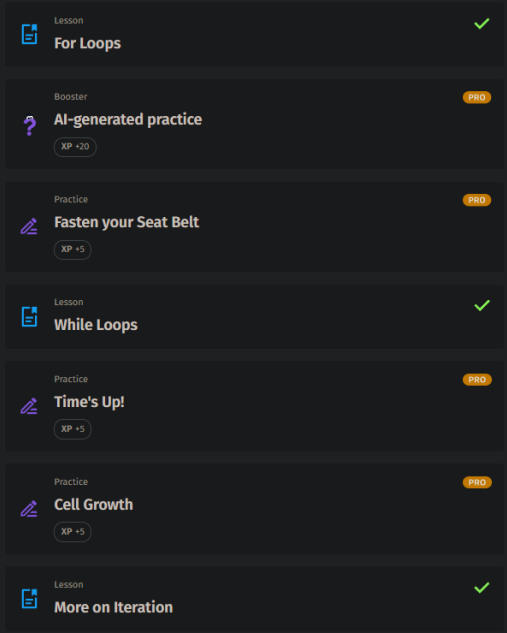 Lesson
For Loops
Booster
PRO
AI-generated practice
XP +20
Practice
PRO
Fasten your Seat Belt
XP +5
Lesson
While Loops
Practice
PRO
Time's Up!
XP +5
Practice
PRO
Cell Growth
XP +5
Lesson
More on Iteration